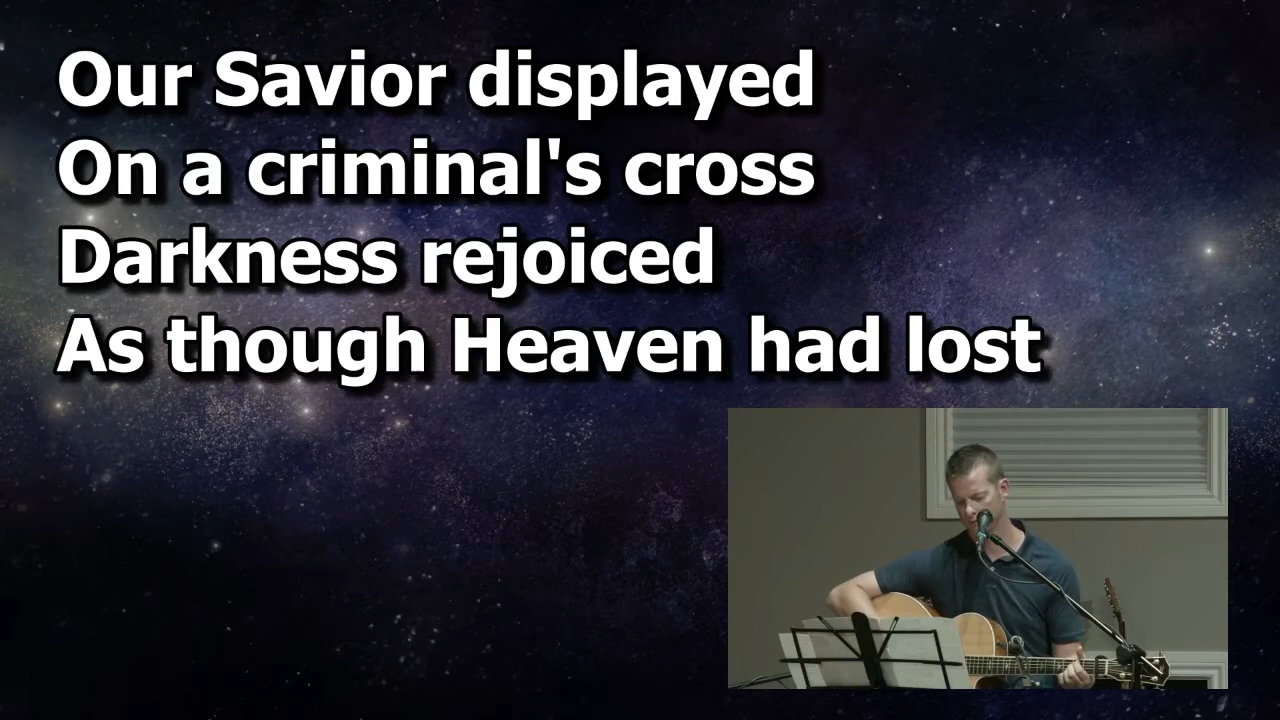 Our Savior displayed
On a criminal's cross
Darkness rejoiced
As though Heaven had lost